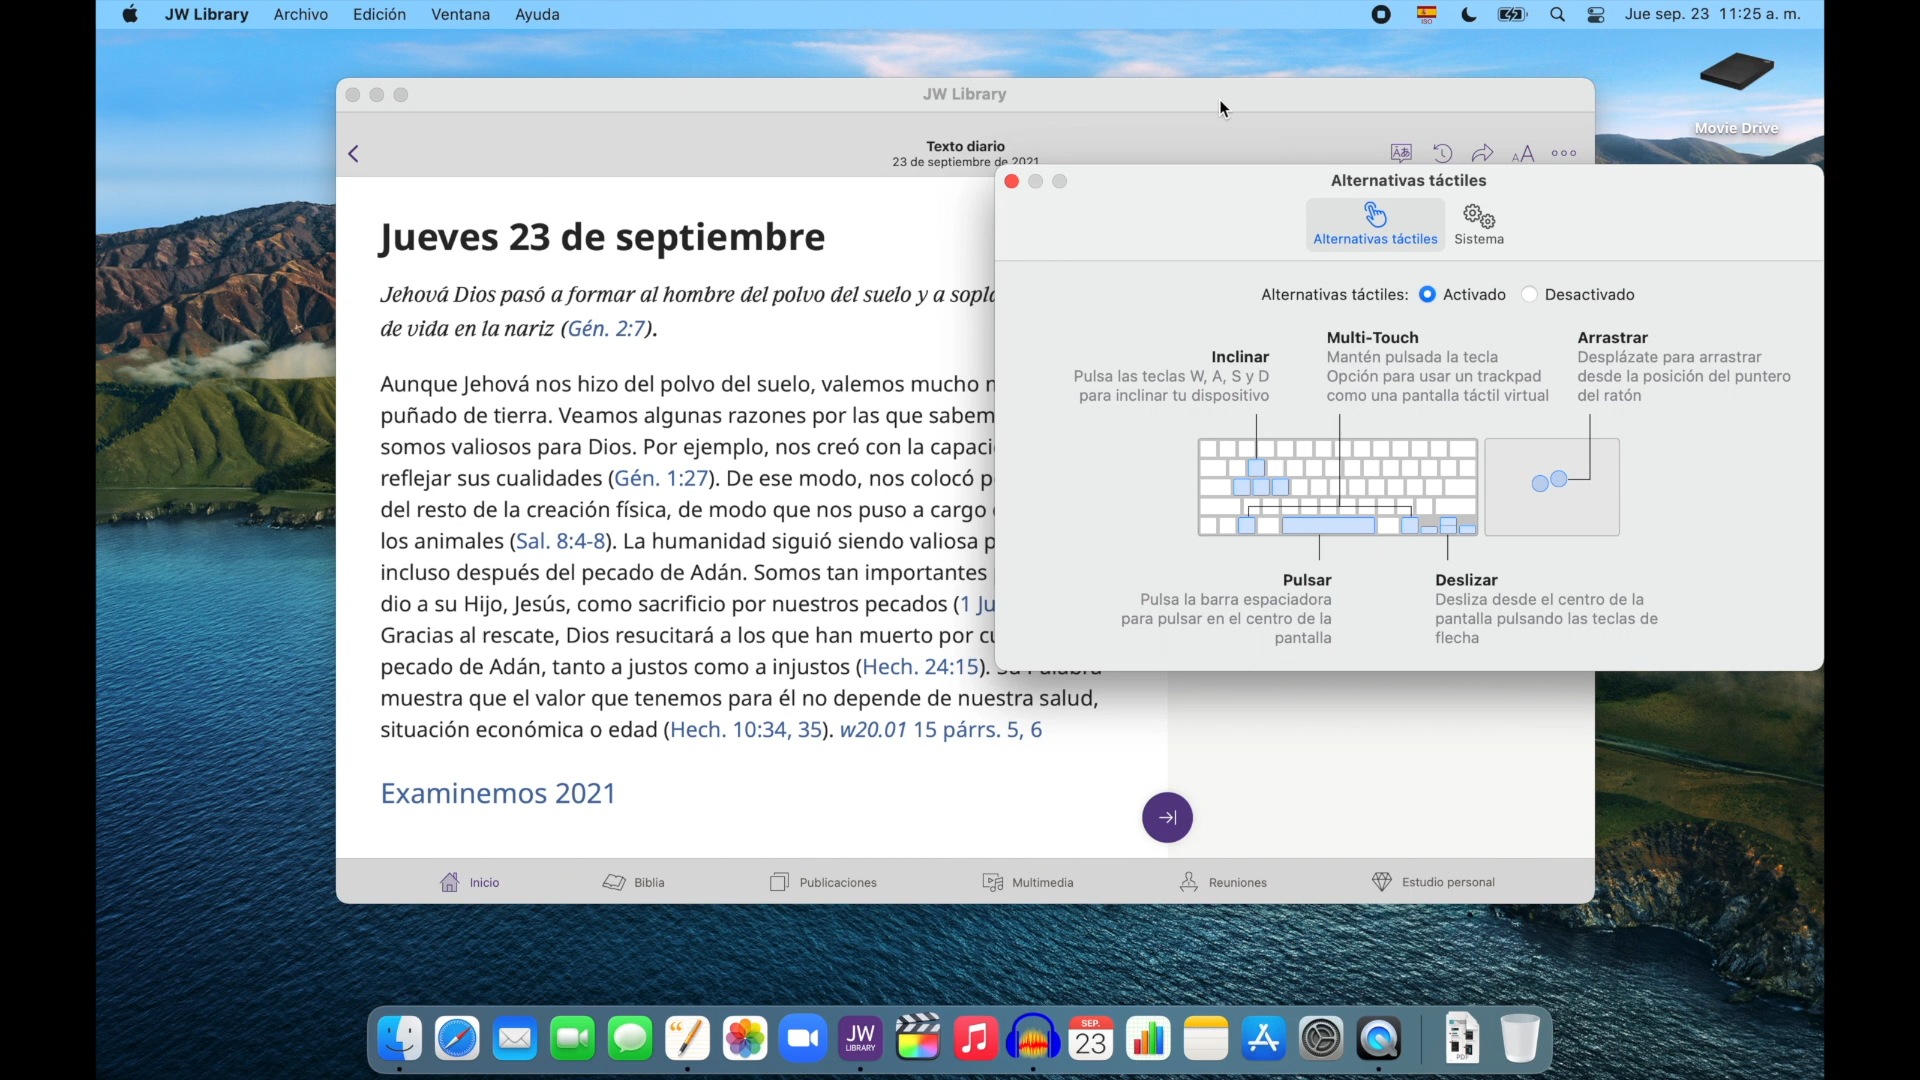 JW Library Archivo Edición Ventana Ayuda
ISO
Jue sep. 23 11:25 a. m.
Movie Drive
JW Library
Texto diario
23 de septiembre de 2021
Jueves 23 de septiembre
Jehová Dios pasó a formar al hombre del polvo del suelo y a
de vida en la nariz (Gén. 2:7).
Aunque Jehová nos hizo del polvo del suelo, valemos mucho
puñado de tierra. Veamos algunas razones por las que
somos valiosos para Dios. Por ejemplo, nos creó con la
reflejar sus cualidades (Gén. 1:27). De ese modo, nos colocó
del resto de la creación física, de modo que nos puso a cargo
los animales (Sal. 8:4-8). La humanidad siguió siendo valiosa
incluso después del pecado de Adán. Somos tan importantes
dio a su Hijo, Jesús, como sacrificio por nuestros pecados (1
Gracias al rescate, Dios resucitará a los que han muerto por
pecado de Adán, tanto a justos como a injustos (Hech. 24:15).
muestra que el valor que tenemos para él no depende de nuestra salud,
situación económica o edad (Hech. 10:34, 35). w20.01 15 párrs. 5, 6
Examinemos 2021
Alternativas táctiles
Alternativas táctiles Sistema
Alternativas táctiles: Activado Desactivado
Inclinar
Pulsa las teclas W, A, S y D
para inclinar tu dispositivo
Multi-Touch
Mantén pulsada la tecla
Opción para usar un trackpad
como una pantalla táctil virtual
Arrastrar
Desplázate para arrastrar
desde la posición del puntero
del ratón
Pulsar
Pulsa la barra espaciadora
para pulsar en el centro de la
pantalla
Deslizar
Desliza desde el centro de la
pantalla pulsando las teclas de
flecha
Inicio Biblia Publicaciones Multimedia Reuniones Estudio personal
JW
LIBRARY
SEP.
23
PDF